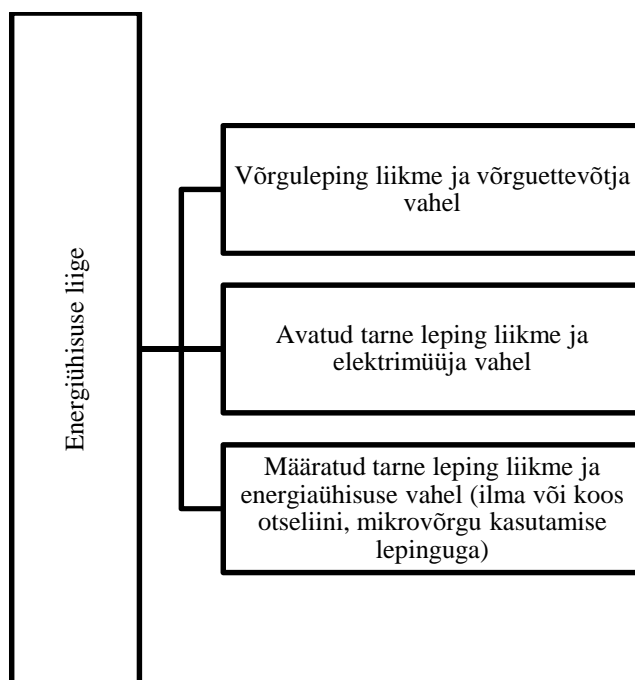 Energiühisuse liige
Võrguleping liikme ja võrguettevõtja
vahel
Avatud tarne leping liikme ja
elektrimüüja vahel
Määratud tarne leping liikme ja
energiaühisuse vahel (ilma või koos
otseliini, mikrovõrgu kasutamise
lepinguga)